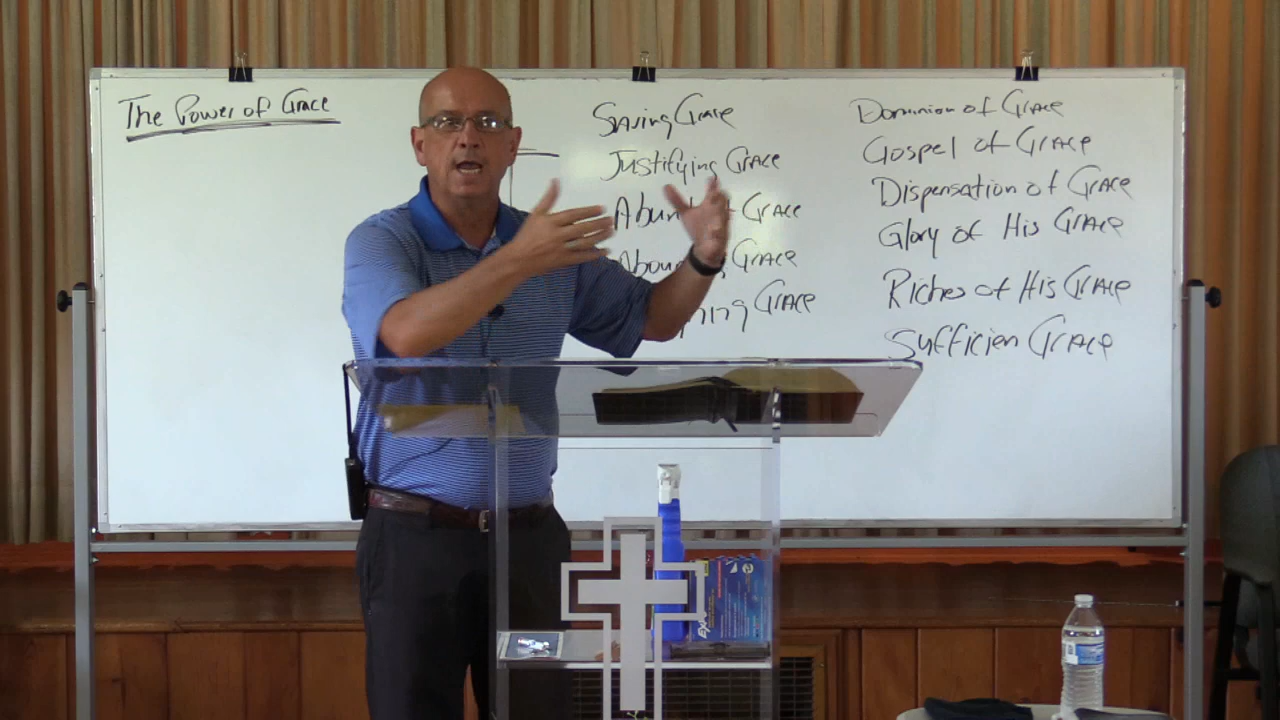 The Power of Grace
Saving Grace
Justifying Grace
Grace
Grace
Grace
Dominion of Grace
Gospel of Grace
Dispensation of Grace
Glory of His Grace
Riches of His Grace
Sufficien Grace